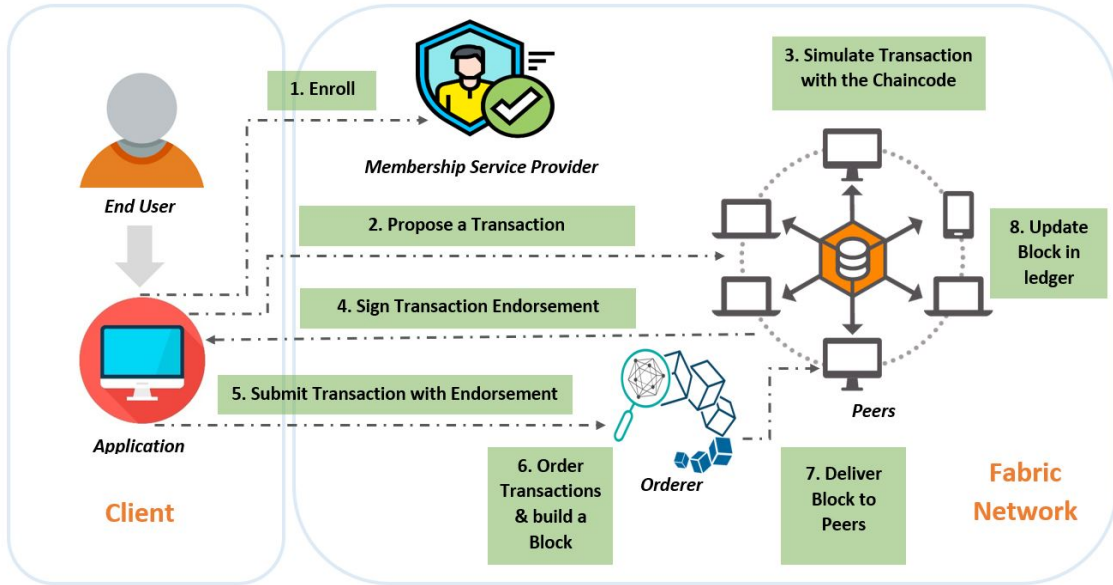 1. Enroll
Membership Service Provider
3. Simulate Transaction
with the Chaincode
End User
2. Propose a Transaction
8. Update
Block in
ledger
4. Sign Transaction Endorsement
5. Submit Transaction with Endorsement
Peers
Application
6. Order
Transactions
& build a
Block
Orderer
7. Deliver
Block to
Peers
Client
Fabric
Network